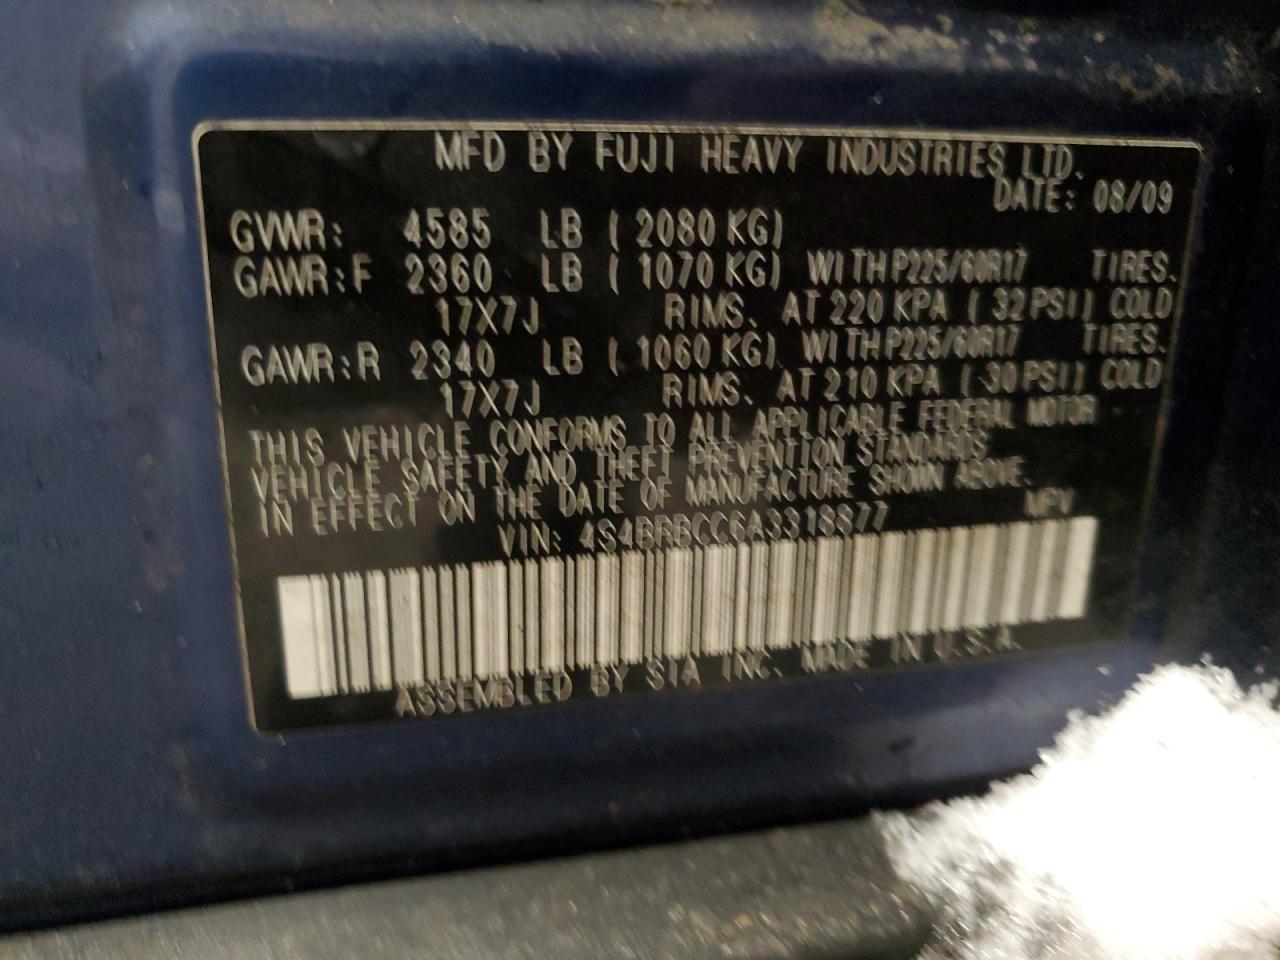 MFD BY FUJI HEAVY INDUSTRIES LTD.
DATE: 08/09
GVWR: 4585 LB ( 2080 KG)
GAWR:F 2360 LB ( 1070 KG) WITH P225/60R17 TIRES.
17X7J RIMS. AT 220 KPA ( 32 PSI) COLD
GAWR:R 2340 LB ( 1060 KG) WITH P225/60R17 TIRES.
17X7J RIMS. AT 210 KPA ( 30 PSI) COLD
THIS VEHICLE CONFORMS TO ALL APPLICABLE FEDERAL MOTOR
VEHICLE SAFETY AND THEFT PREVENTION STANDARDS
IN EFFECT ON THE DATE OF MANUFACTURE SHOWN ABOVE.
VIN: 4S4BRBCC6A3318877 MPV
ASSEMBLED BY SIA INC. MADE IN U.S.A.